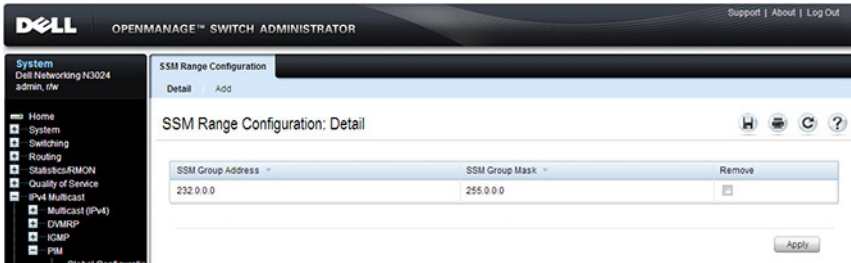 Support | About | Log Out
DELL OPENMANAGE™ SWITCH ADMINISTRATOR
System
Dell Networking N3024
admin, r/w
Home
System
Switching
Routing
Statistics/RMON
Quality of Service
IPv4 Multicast
Multicast (IPv4)
DVMRP
IGMP
PIM
SSM Range Configuration
Detail Add
SSM Range Configuration: Detail
SSM Group Address SSM Group Mask Remove
232.0.0.0 255.0.0.0
Apply